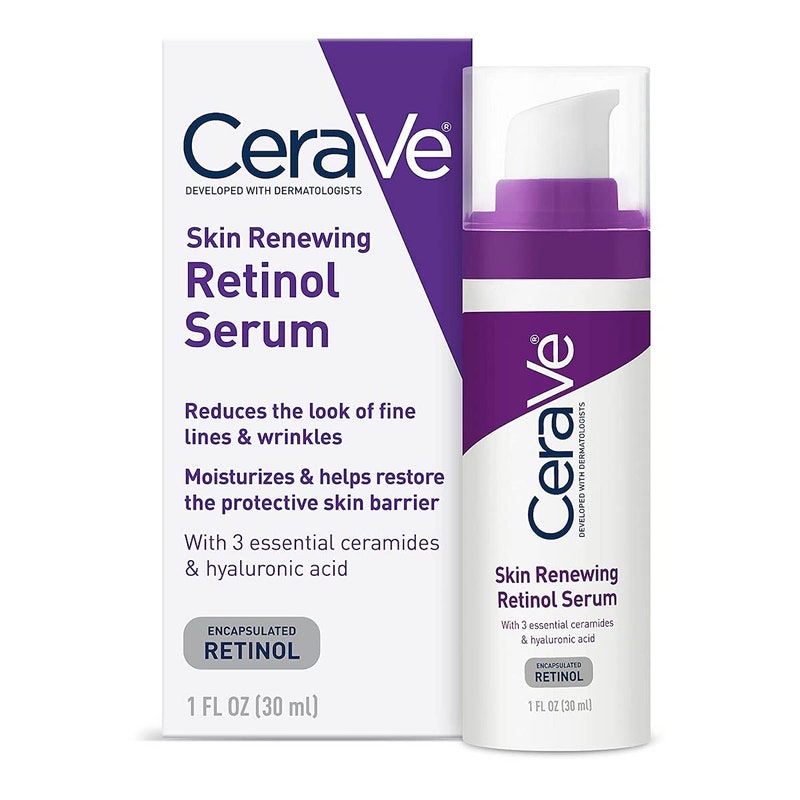 CeraVe®
DEVELOPED WITH DERMATOLOGISTS
Skin Renewing
Retinol
Serum
Reduces the look of fine
lines & wrinkles
Moisturizes & helps restore
the protective skin barrier
With 3 essential ceramides
& hyaluronic acid
ENCAPSULATED
RETINOL
1 FL OZ (30 ml)
CeraVe®
DEVELOPED WITH DERMATOLOGISTS
Skin Renewing
Retinol Serum
With 3 essential ceramides
& hyaluronic acid
ENCAPSULATED
RETINOL
1 FL OZ (30 ml)